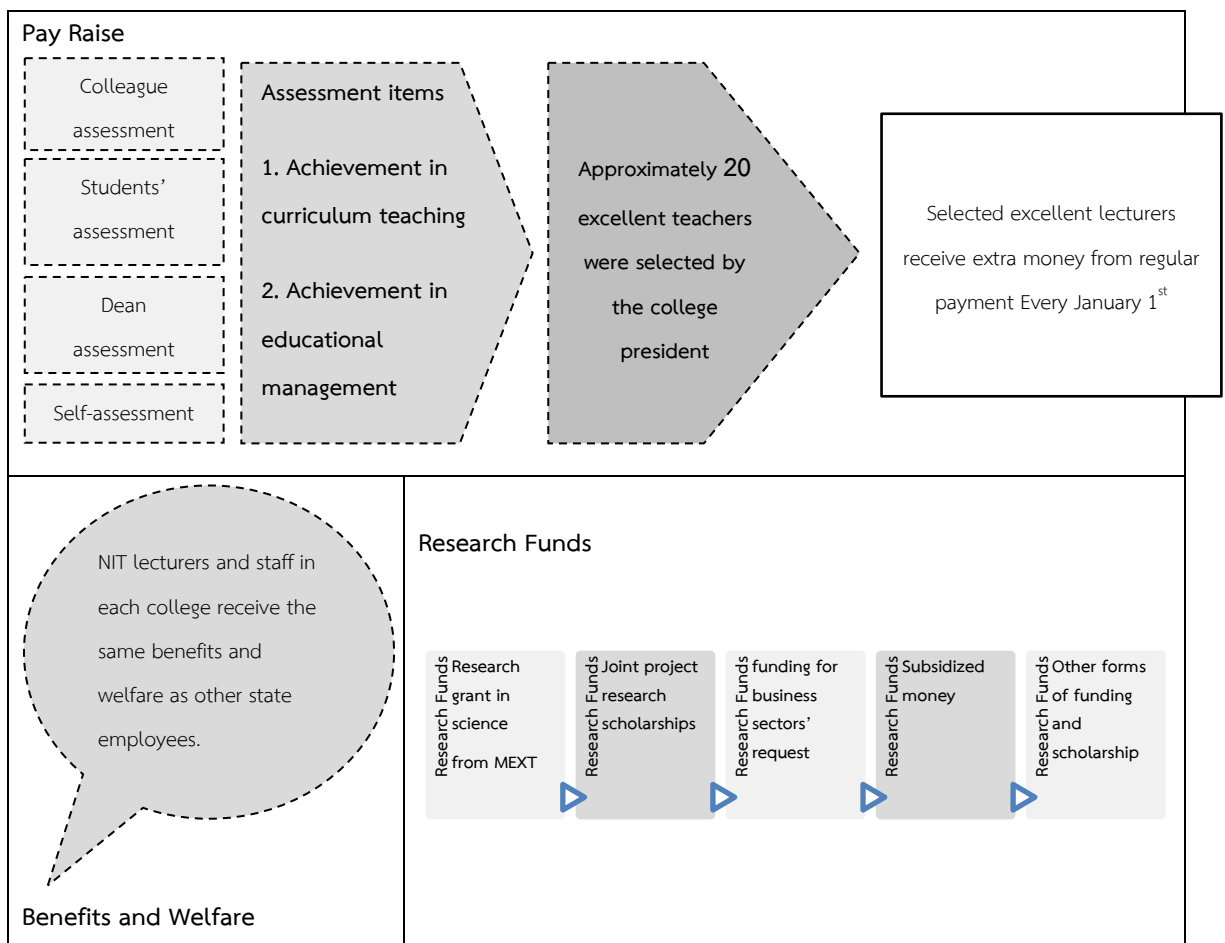 Pay Raise
Colleague
assessment
Students’
assessment
Dean
assessment
Self-assessment
Assessment items
1. Achievement in
curriculum teaching
2. Achievement in
educational
management
Approximately 20
excellent teachers
were selected by
the college
president
Selected excellent lecturers
receive extra money from regular
payment Every January 1st
NIT lecturers and staff in
each college receive the
same benefits and
welfare as other state
employees.
Benefits and Welfare
Research Funds
Research Funds
Research
grant in
science
from MEXT
Research Funds
Joint project
research
scholarships
Research Funds
funding for
business
sectors’
request
Research Funds
Subsidized
money
Research Funds
Other forms
of funding
and
scholarship